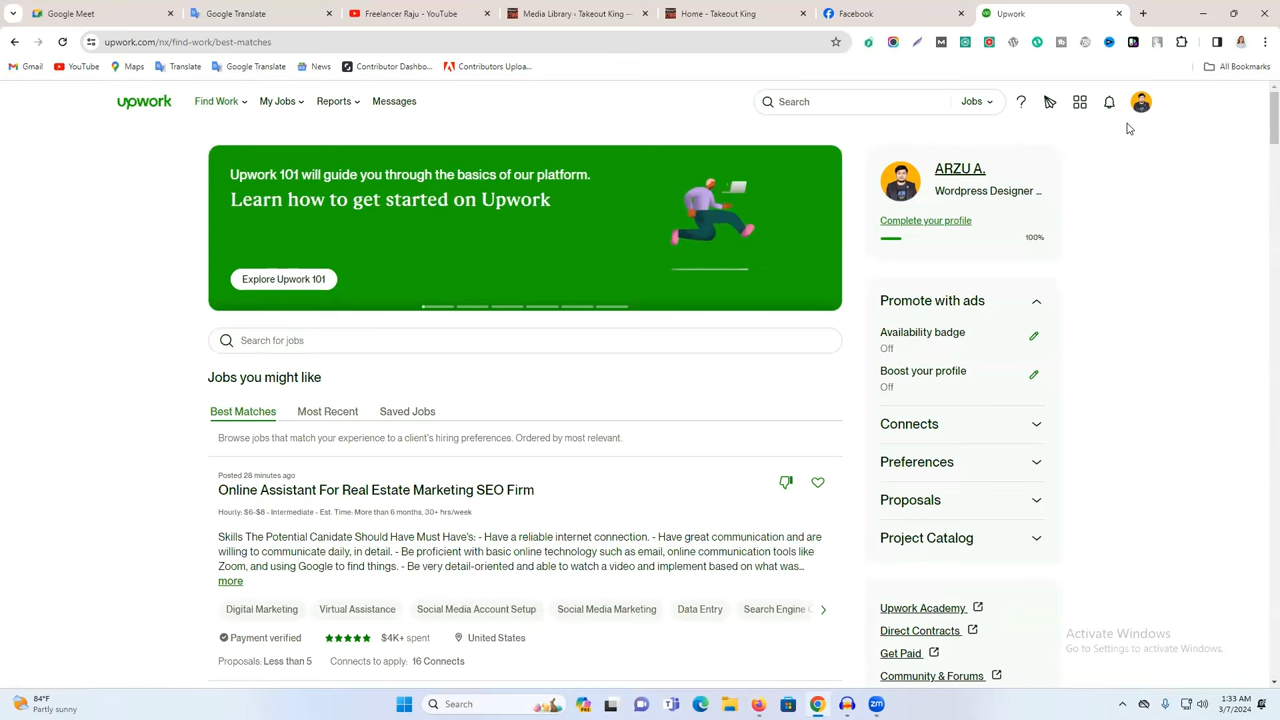 Google Meet
Google Translate
Freelancer Raju - YouTube
Media Library ‹ Takeout King —
Home - Takeout King
Facebook
Upwork
upwork.com/nx/find-work/best-matches
Gmail
YouTube
Maps
Translate
Google Translate
News
Contributor Dashbo...
Contributors Uploa...
All Bookmarks
upwork
Find Work
My Jobs
Reports
Messages
Search
Jobs
Upwork 101 will guide you through the basics of our platform.
Learn how to get started on Upwork
Explore Upwork 101
ARZU A.
Wordpress Designer ...
Complete your profile
100%
Promote with ads
Availability badge
Off
Boost your profile
Off
Connects
Preferences
Proposals
Project Catalog
Search for jobs
Jobs you might like
Best Matches
Most Recent
Saved Jobs
Browse jobs that match your experience to a client's hiring preferences. Ordered by most relevant.
Posted 28 minutes ago
Online Assistant For Real Estate Marketing SEO Firm
Hourly: $6-$8 - Intermediate - Est. Time: More than 6 months, 30+ hrs/week
Skills The Potential Canidate Should Have Must Have's: - Have a reliable internet connection. - Have great communication and are
willing to communicate daily, in detail. - Be proficient with basic online technology such as email, online communication tools like
Zoom, and using Google to find things. - Be very detail-oriented and able to watch a video and implement based on what was...
more
Digital Marketing
Virtual Assistance
Social Media Account Setup
Social Media Marketing
Data Entry
Search Engine
Payment verified
$4K+ spent
United States
Proposals: Less than 5
Connects to apply: 16 Connects
Upwork Academy
Direct Contracts
Get Paid
Community & Forums
Activate Windows
Go to Settings to activate Windows.
84°F
Partly sunny
Search
1:33 AM
3/7/2024